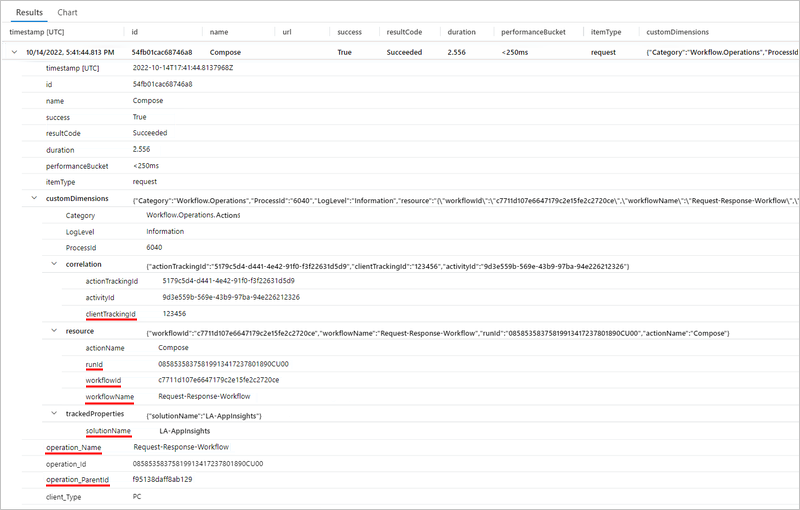 Results Chart
timestamp [UTC] id name url success resultCode duration performanceBucket itemType customDimensions
10/14/2022, 5:41:44.813 PM 54fb01cac68746a8 Compose True Succeeded 2.556 <250ms request {"Category":"Workflow.Operations","ProcessId
timestamp [UTC] 2022-10-14T17:41:44.8137968Z
id 54fb01cac68746a8
name Compose
success True
resultCode Succeeded
duration 2.556
performanceBucket <250ms
itemType request
customDimensions {"Category":"Workflow.Operations","ProcessId":"6040","LogLevel":"Information","resource":"{\"workflowId\":\"c7711d107e6647179c2e15fe2c2720ce\",\"workflowName\":\"Request-Response-Workflow\",\
Category Workflow.Operations.Actions
LogLevel Information
ProcessId 6040
correlation {"actionTrackingId":"5179c5d4-d441-4e42-91f0-f3f22631d5d9","clientTrackingId":"123456","activityId":"9d3e559b-569e-43b9-97ba-94e226212326"}
actionTrackingId 5179c5d4-d441-4e42-91f0-f3f22631d5d9
activityId 9d3e559b-569e-43b9-97ba-94e226212326
clientTrackingId 123456
resource {"workflowId":"c7711d107e6647179c2e15fe2c2720ce","workflowName":"Request-Response-Workflow","runId":"08585358375819913417237801890CU00","actionName":"Compose"}
actionName Compose
runId 08585358375819913417237801890CU00
workflowId c7711d107e6647179c2e15fe2c2720ce
workflowName Request-Response-Workflow
trackedProperties {"solutionName":"LA-AppInsights"}
solutionName LA-AppInsights
operation_Name Request-Response-Workflow
operation_Id 08585358375819913417237801890CU00
operation_ParentId f95138daff8ab129
client_Type PC